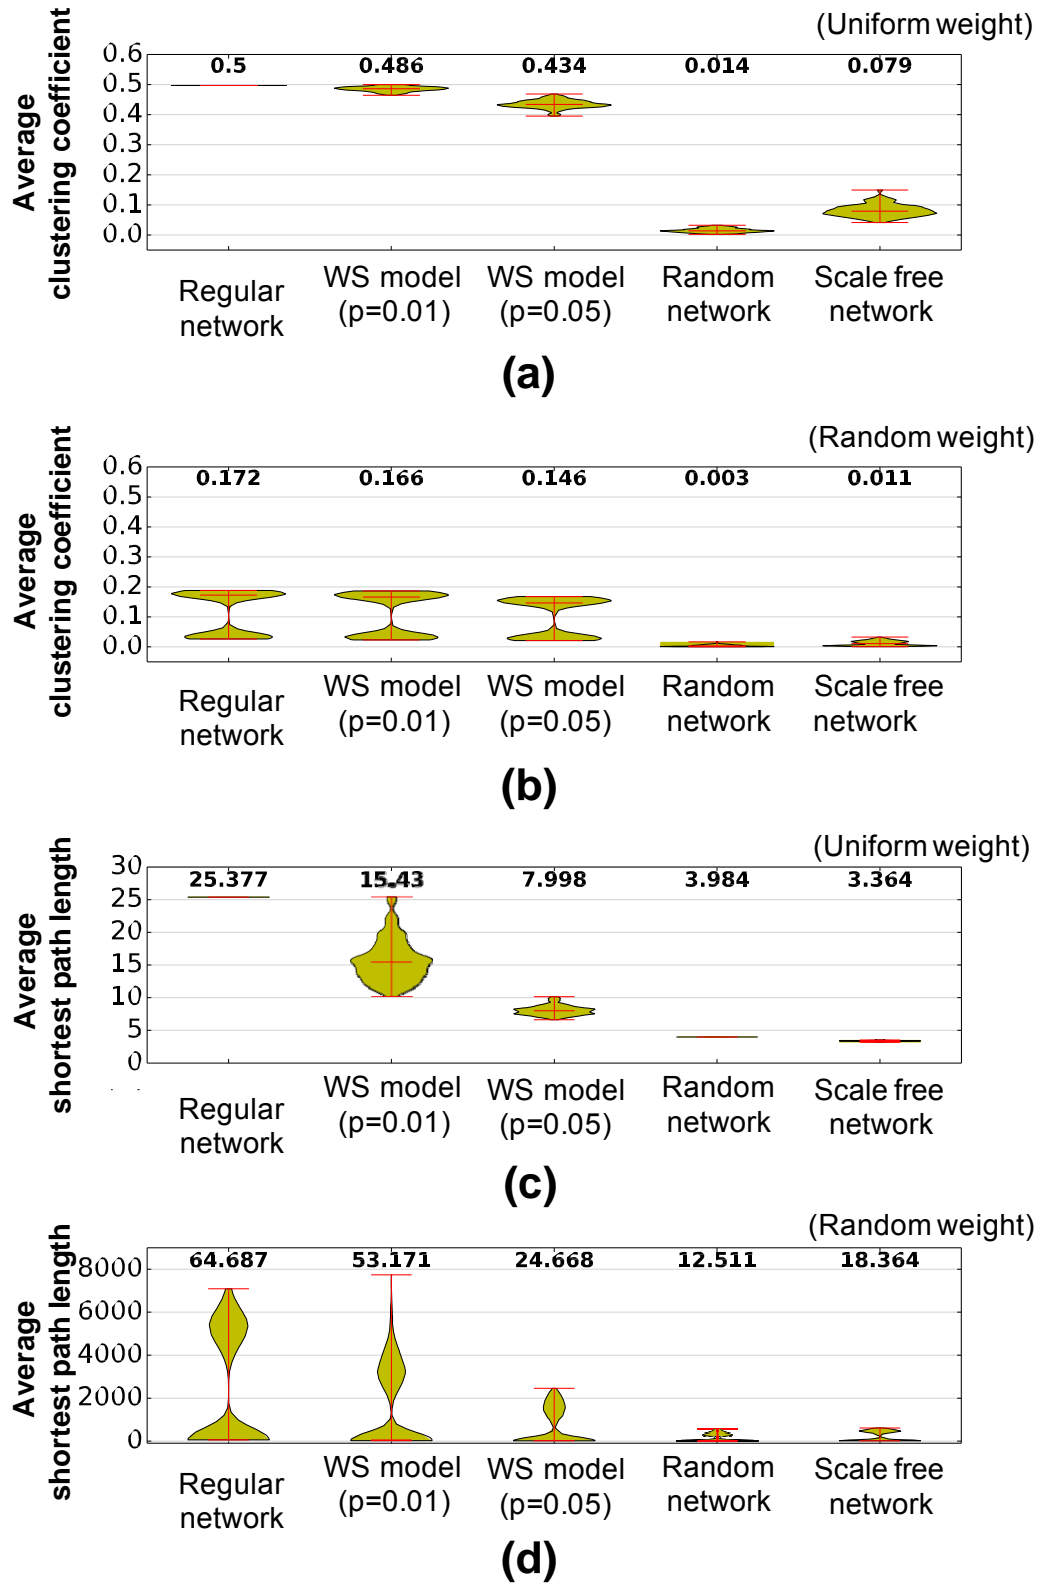 (Uniform weight)
Average
clustering coefficient
0.6
0.5
0.4
0.3
0.2
0.1
0.0
0.5 0.486 0.434 0.014 0.079
Regular network
WS model (p=0.01)
WS model (p=0.05)
Random network
Scale free network
(a)
(Random weight)
Average
clustering coefficient
0.6
0.5
0.4
0.3
0.2
0.1
0.0
0.172 0.166 0.146 0.003 0.011
Regular network
WS model (p=0.01)
WS model (p=0.05)
Random network
Scale free network
(b)
(Uniform weight)
Average
shortest path length
30
25
20
15
10
5
0
25.377 15.43 7.998 3.984 3.364
Regular network
WS model (p=0.01)
WS model (p=0.05)
Random network
Scale free network
(c)
(Random weight)
Average
shortest path length
8000
6000
4000
2000
0
64.687 53.171 24.668 12.511 18.364
Regular network
WS model (p=0.01)
WS model (p=0.05)
Random network
Scale free network
(d)